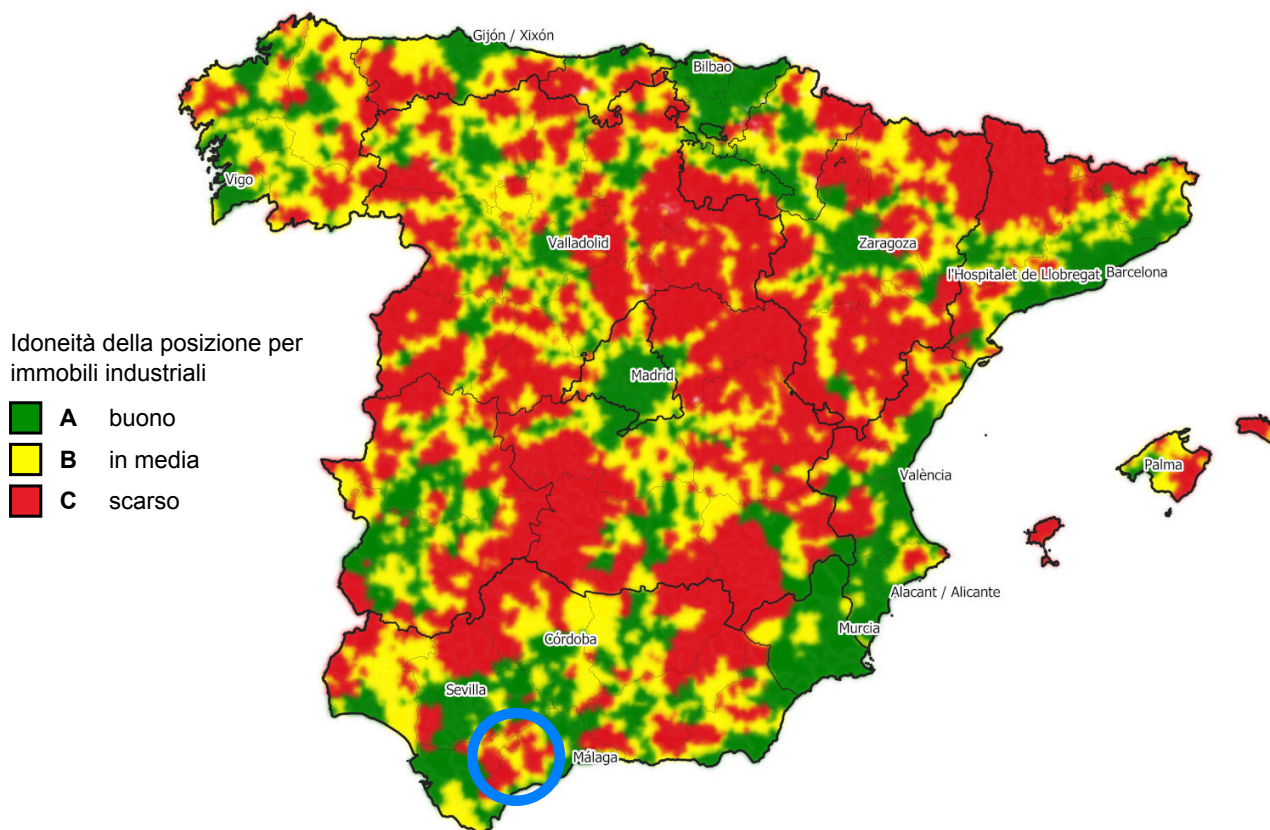 Gijón / Xixón
Bilbao
Vigo
Valladolid
Zaragoza
l'Hospitalet de Llobregat
Barcelona
Idoneità della posizione per
immobili industriali
A buono
B in media
C scarso
Madrid
Palma
València
Alacant / Alicante
Murcia
Córdoba
Sevilla
Málaga